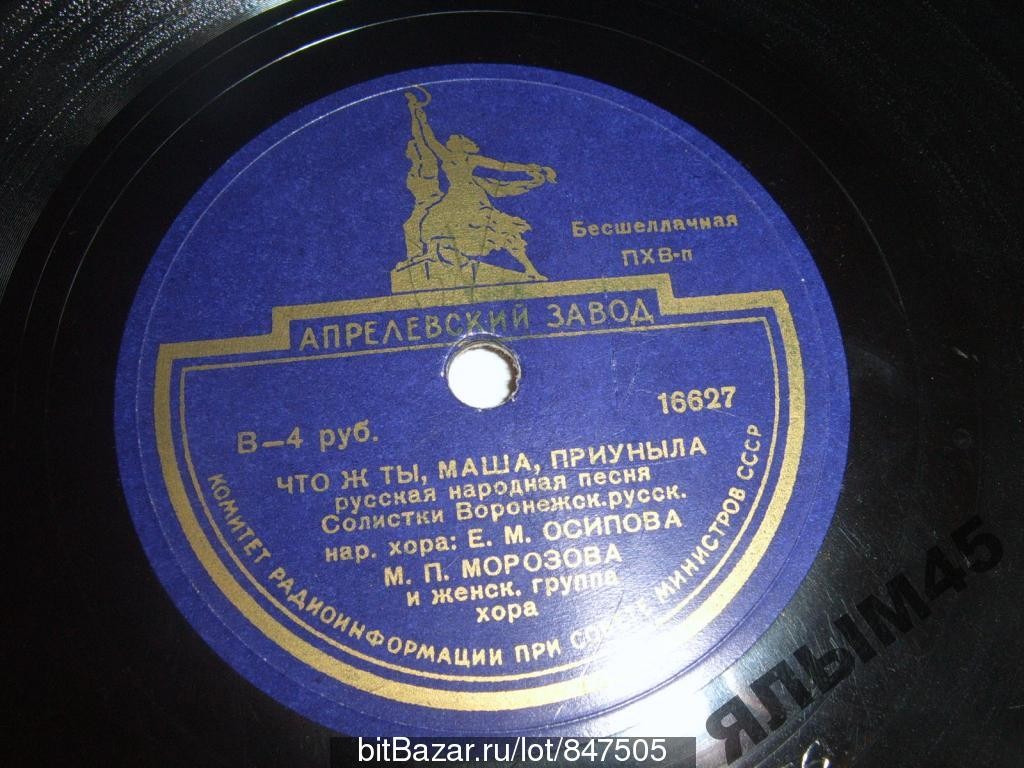 Бесшеллачная
ПХВ-п
АПРЕЛЕВСКИЙ ЗАВОД
16627
В–4 руб.
ЧТО Ж ТЫ, МАША, ПРИУНЫЛА
русская народная песня
Солистки Воронежск.русск.
нар. хора: Е. М. ОСИПОВА
М. П. МОРОЗОВА
и женск. группа
хора
КОМИТЕТ РАДИОИНФОРМАЦИИ ПРИ СОВЕТЕ МИНИСТРОВ СССР
ЯЛЫМ45
bitBazar.ru/lot/847505